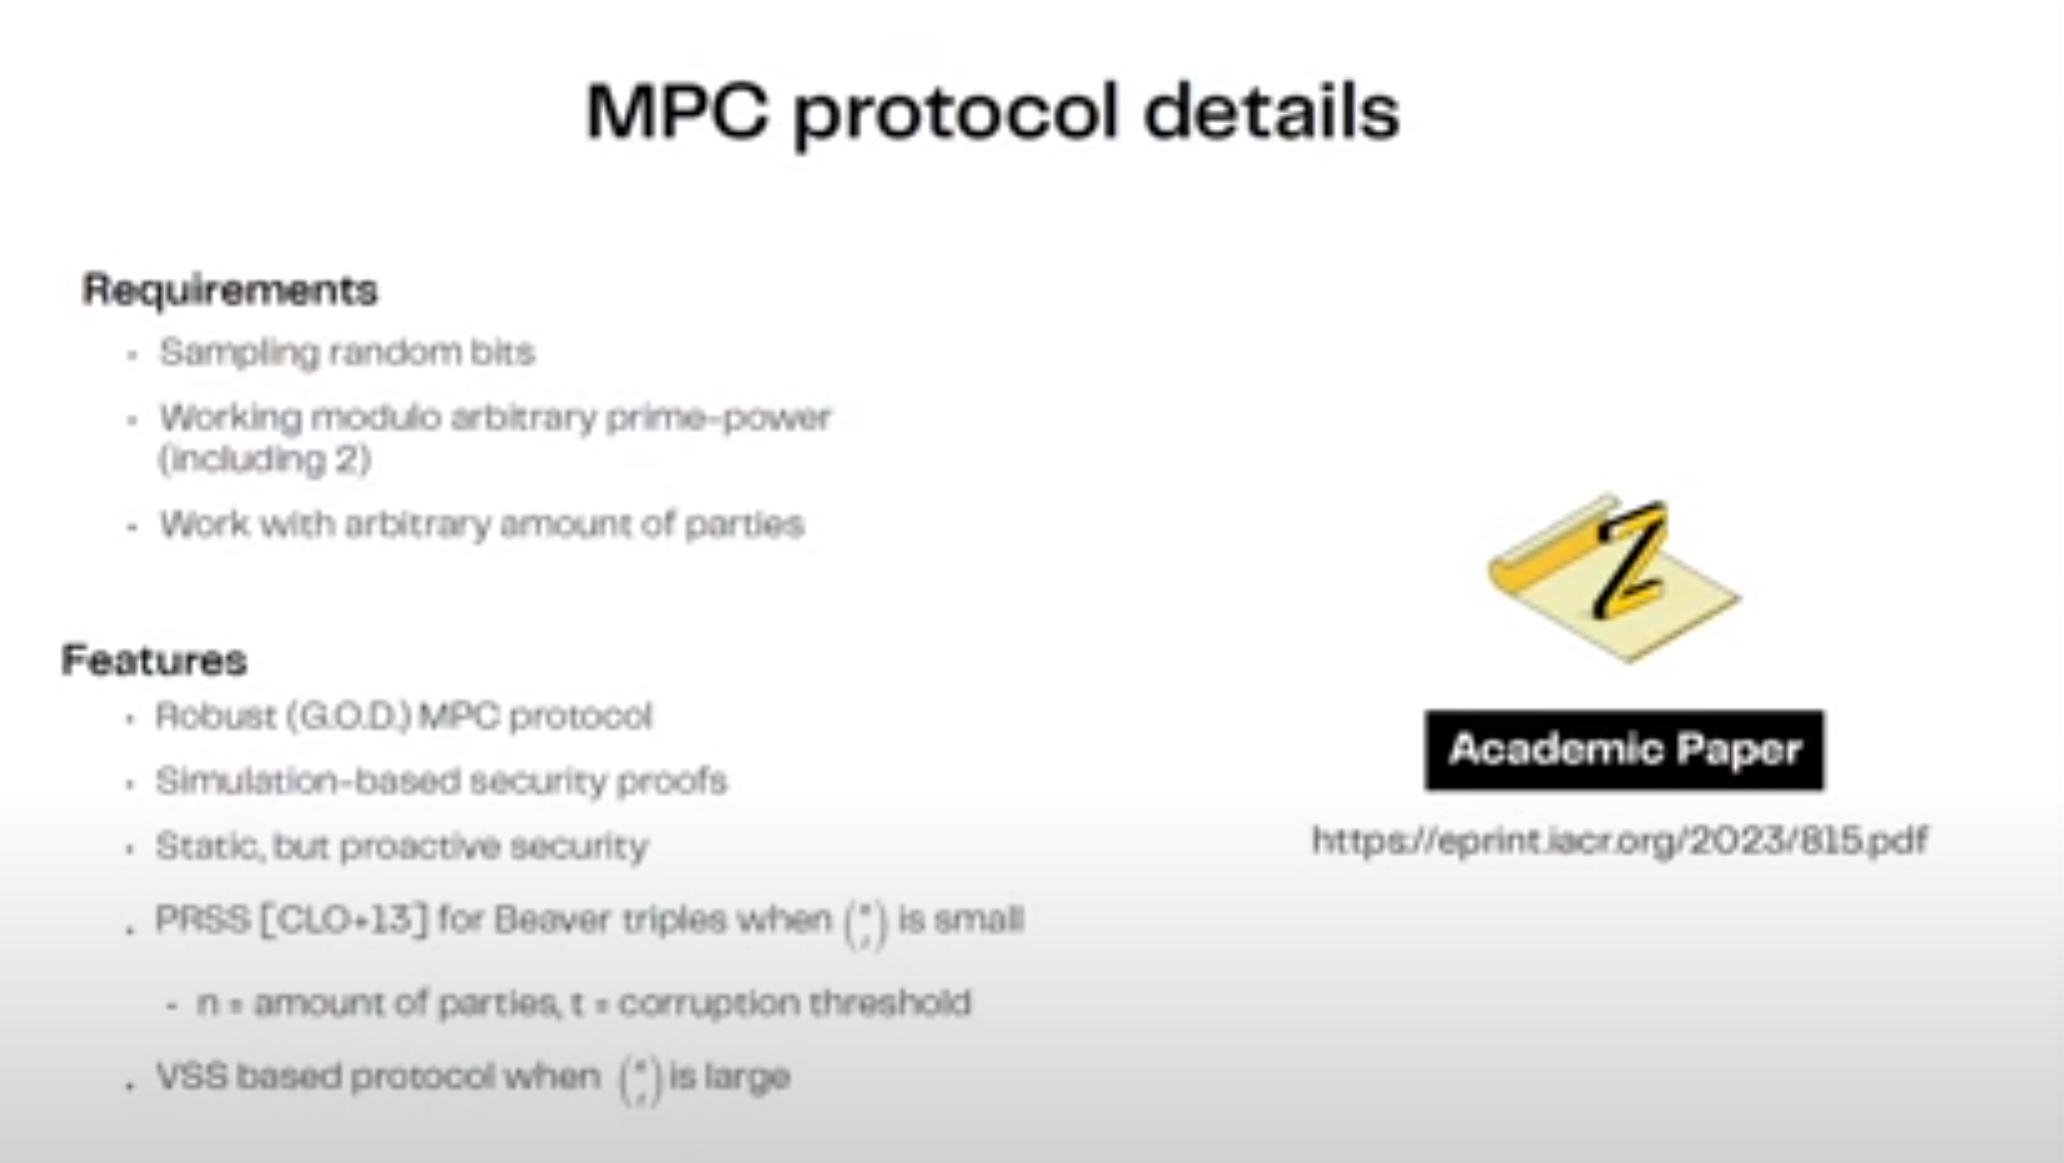 MPC protocol details
Requirements
• Sampling random bits
• Working modulo arbitrary prime-power
(including 2)
• Work with arbitrary amount of parties
Features
• Robust (G.O.D.) MPC protocol
• Simulation-based security proofs
• Static, but proactive security
• PRSS [CLO+13] for Beaver triples when is small
- n = amount of parties, t = corruption threshold
• VSS based protocol when is large
Z
Academic Paper
https://eprint.iacr.org/2023/815.pdf